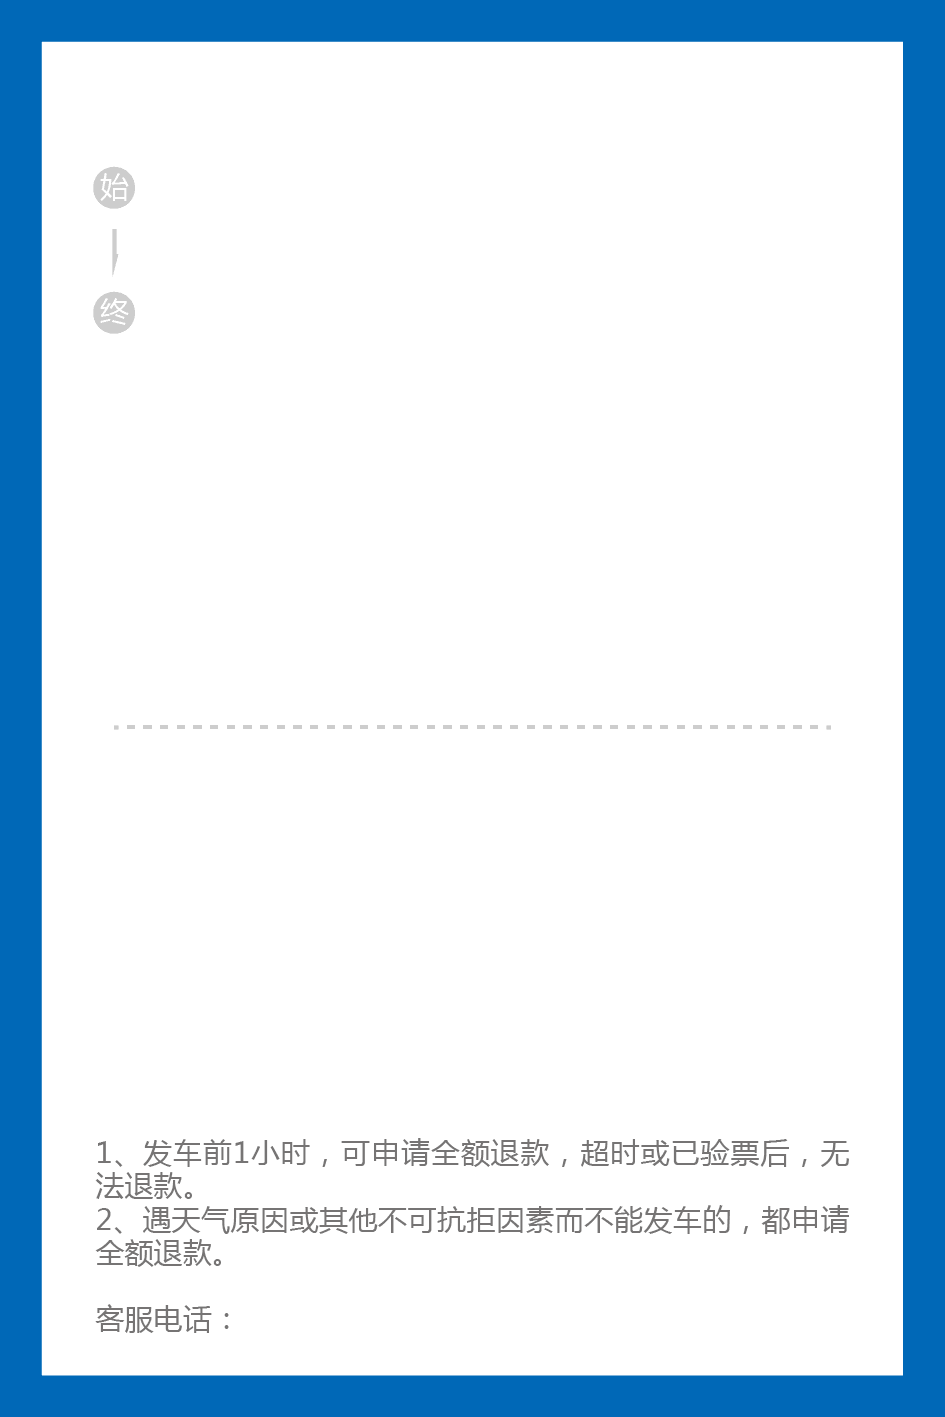 始
终
1、发车前1小时，可申请全额退款，超时或已验票后，无
法退款。
2、遇天气原因或其他不可抗拒因素而不能发车的，都申请
全额退款。
客服电话：